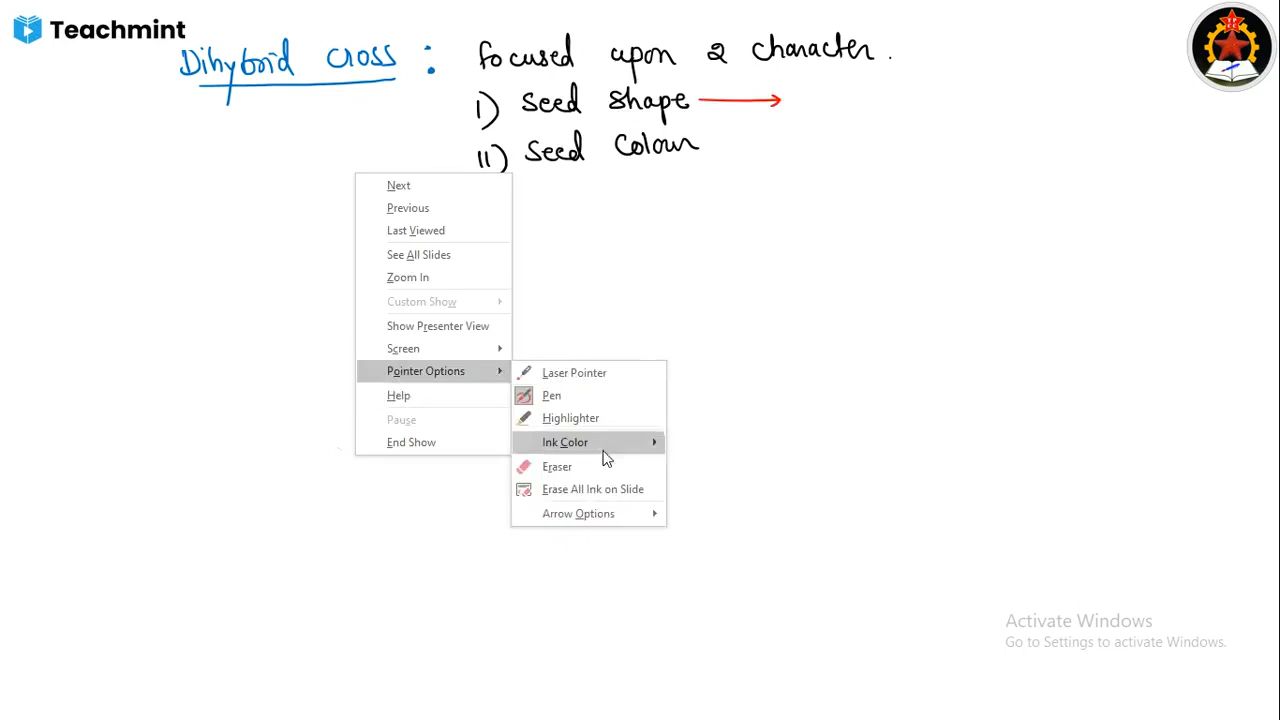 Teachmint
Dihybrid cross : focused upon 2 character.
I) Seed shape
II) Seed Colour
Next
Previous
Last Viewed
See All Slides
Zoom In
Custom Show
Show Presenter View
Screen
Pointer Options
Help
Pause
End Show
Laser Pointer
Pen
Highlighter
Ink Color
Eraser
Erase All Ink on Slide
Arrow Options
Activate Windows
Go to Settings to activate Windows.